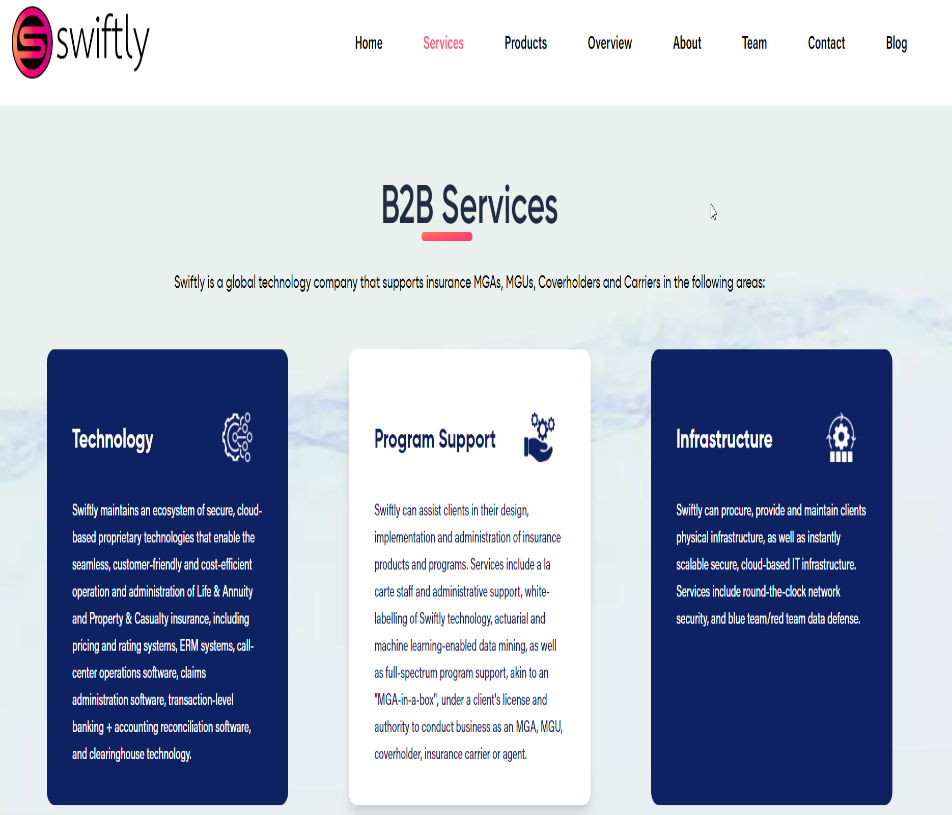 swiftly
Home Services Products Overview About Team Contact Blog
B2B Services
Swiftly is a global technology company that supports insurance MGAs, MGUs, Coverholders and Carriers in the following areas:
Technology
Swiftly maintains an ecosystem of secure, cloud-
based proprietary technologies that enable the
seamless, customer-friendly and cost-efficient
operation and administration of Life & Annuity
and Property & Casualty insurance, including
pricing and rating systems, ERM systems, call-
center operations software, claims
administration software, transaction-level
banking + accounting reconciliation software,
and clearinghouse technology.
Program Support
Swiftly can assist clients in their design,
implementation and administration of insurance
products and programs. Services include a la
carte staff and administrative support, white-
labelling of Swiftly technology, actuarial and
machine learning-enabled data mining, as well
as full-spectrum program support, akin to an
"MGA-in-a-box", under a client's license and
authority to conduct business as an MGA, MGU,
coverholder, insurance carrier or agent.
Infrastructure
Swiftly can procure, provide and maintain clients
physical infrastructure, as well as instantly
scalable secure, cloud-based IT infrastructure.
Services include round-the-clock network
security, and blue team/red team data defense.